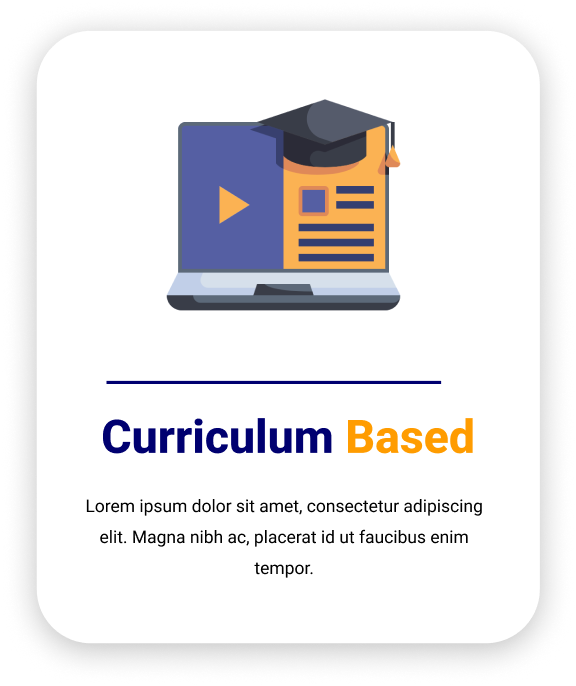 Curriculum Based
Lorem ipsum dolor sit amet, consectetur adipiscing
elit. Magna nibh ac, placerat id ut faucibus enim
tempor.